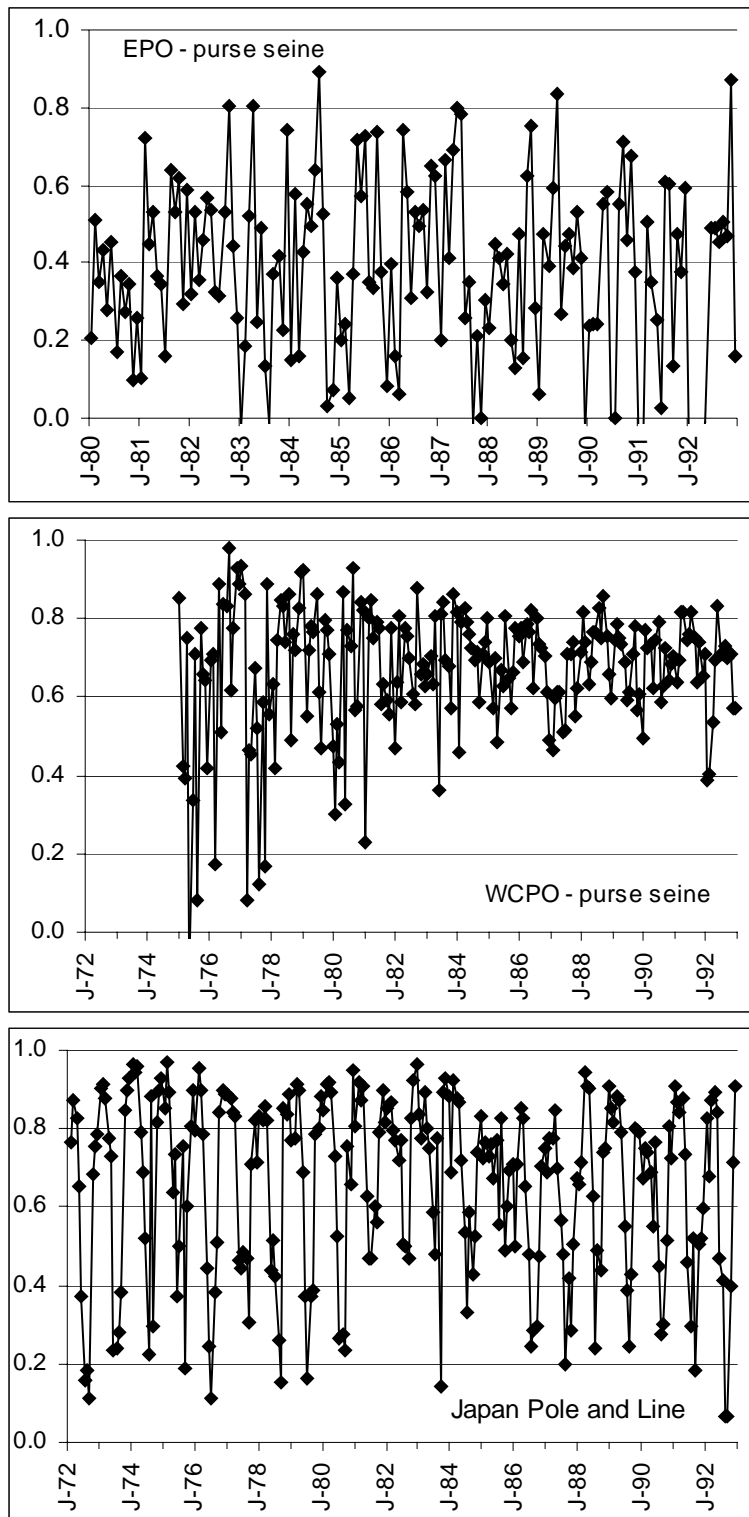 EPO - purse seine
1.0
0.8
0.6
0.4
0.2
0.0
J-80
J-81
J-82
J-83
J-84
J-85
J-86
J-87
J-88
J-89
J-90
J-91
J-92
WCPO - purse seine
1.0
0.8
0.6
0.4
0.2
0.0
J-72
J-74
J-76
J-78
J-80
J-82
J-84
J-86
J-88
J-90
J-92
Japan Pole and Line
1.0
0.8
0.6
0.4
0.2
0.0
J-72
J-74
J-76
J-78
J-80
J-82
J-84
J-86
J-88
J-90
J-92